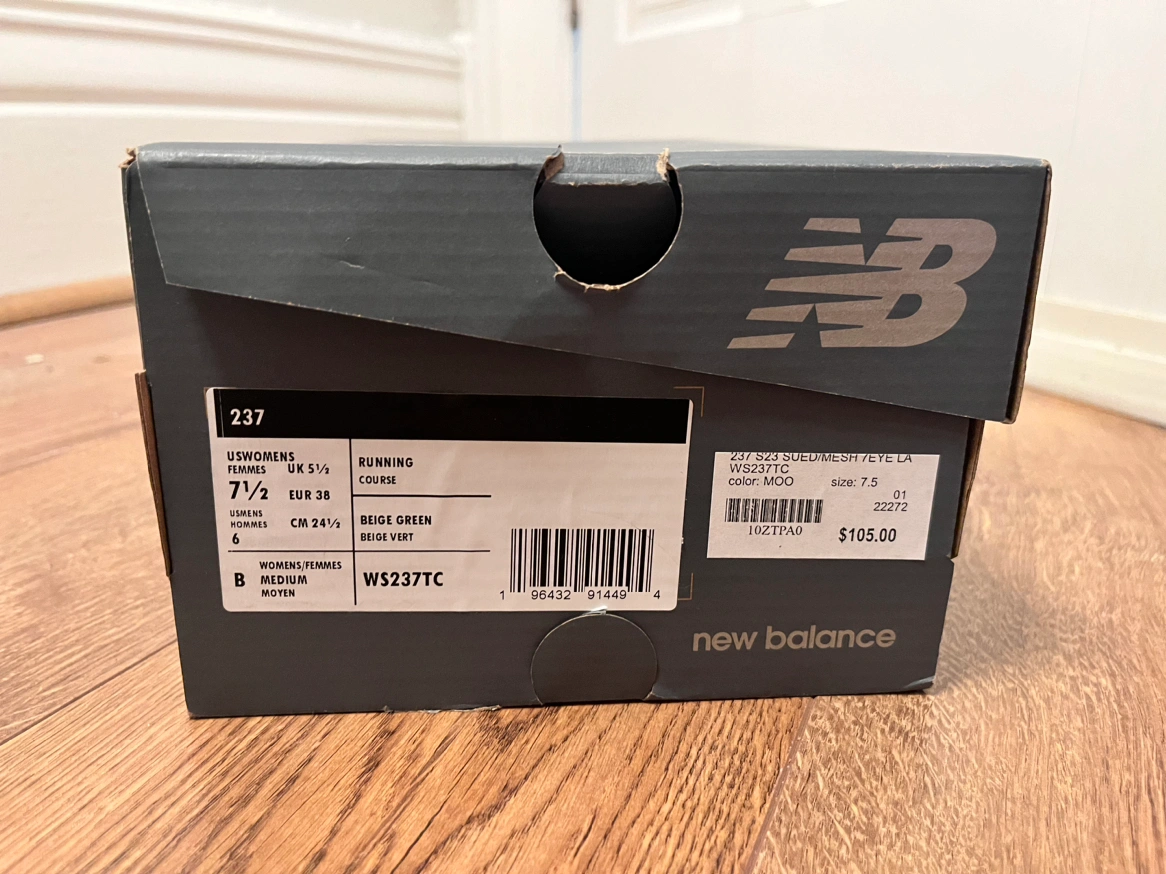 NB
237
USWOMENS
FEMMES
7½
UK 5½
EUR 38
USMENS
HOMMES
6
CM 24½
B
WOMENS/FEMMES
MEDIUM
MOYEN
RUNNING
COURSE
BEIGE GREEN
BEIGE VERT
WS237TC
1 96432 91449 4
237 S23 SUED/MESH 7EYE LA
WS237TC
color: MOO size: 7.5
01
22272
10ZTPA0
$105.00
new balance